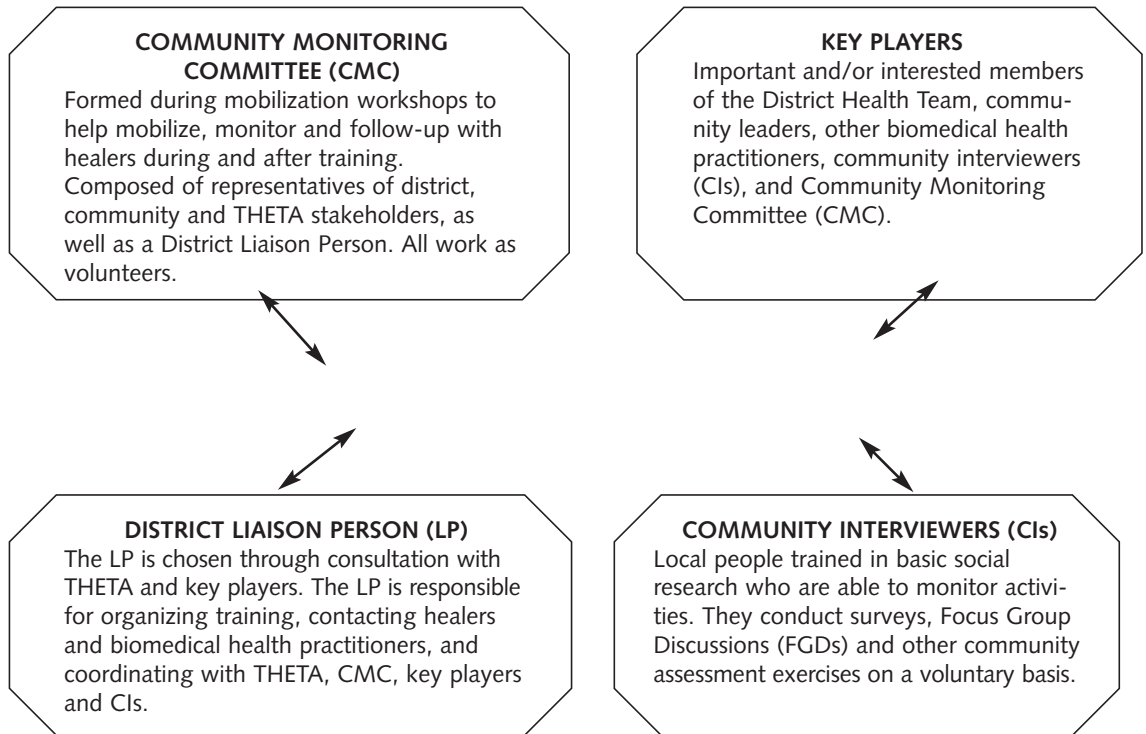 COMMUNITY MONITORING
COMMITTEE (CMC)
Formed during mobilization workshops to
help mobilize, monitor and follow-up with
healers during and after training.
Composed of representatives of district,
community and THETA stakeholders, as
well as a District Liaison Person. All work as
volunteers.
KEY PLAYERS
Important and/or interested members
of the District Health Team, commu-
nity leaders, other biomedical health
practitioners, community interviewers
(CIs), and Community Monitoring
Committee (CMC).
DISTRICT LIAISON PERSON (LP)
The LP is chosen through consultation with
THETA and key players. The LP is responsible
for organizing training, contacting healers
and biomedical health practitioners, and
coordinating with THETA, CMC, key players
and CIs.
COMMUNITY INTERVIEWERS (CIs)
Local people trained in basic social
research who are able to monitor activi-
ties. They conduct surveys, Focus Group
Discussions (FGDs) and other community
assessment exercises on a voluntary basis.